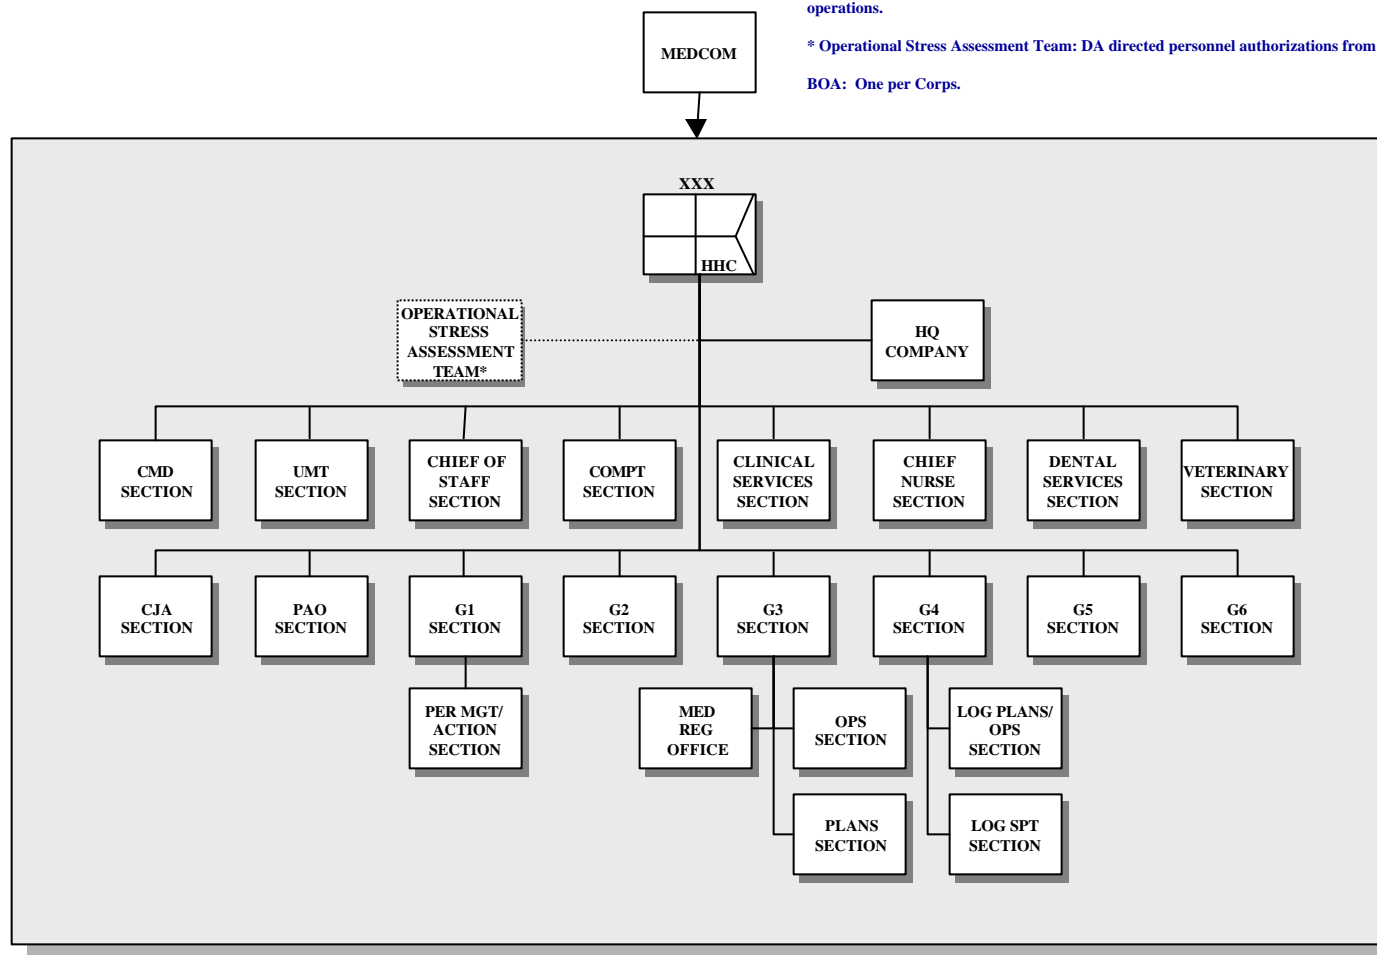 operations.
MEDCOM
* Operational Stress Assessment Team: DA directed personnel authorizations from
BOA:  One per Corps.
XXX
HHC
OPERATIONAL
STRESS
ASSESSMENT
TEAM*
HQ
COMPANY
CMD
SECTION
UMT
SECTION
CHIEF OF
STAFF
SECTION
COMPT
SECTION
CLINICAL
SERVICES
SECTION
CHIEF
NURSE
SECTION
DENTAL
SERVICES
SECTION
VETERINARY
SECTION
CJA
SECTION
PAO
SECTION
G1
SECTION
G2
SECTION
G3
SECTION
G4
SECTION
G5
SECTION
G6
SECTION
PER MGT/
ACTION
SECTION
MED
REG
OFFICE
OPS
SECTION
LOG PLANS/
OPS
SECTION
PLANS
SECTION
LOG SPT
SECTION